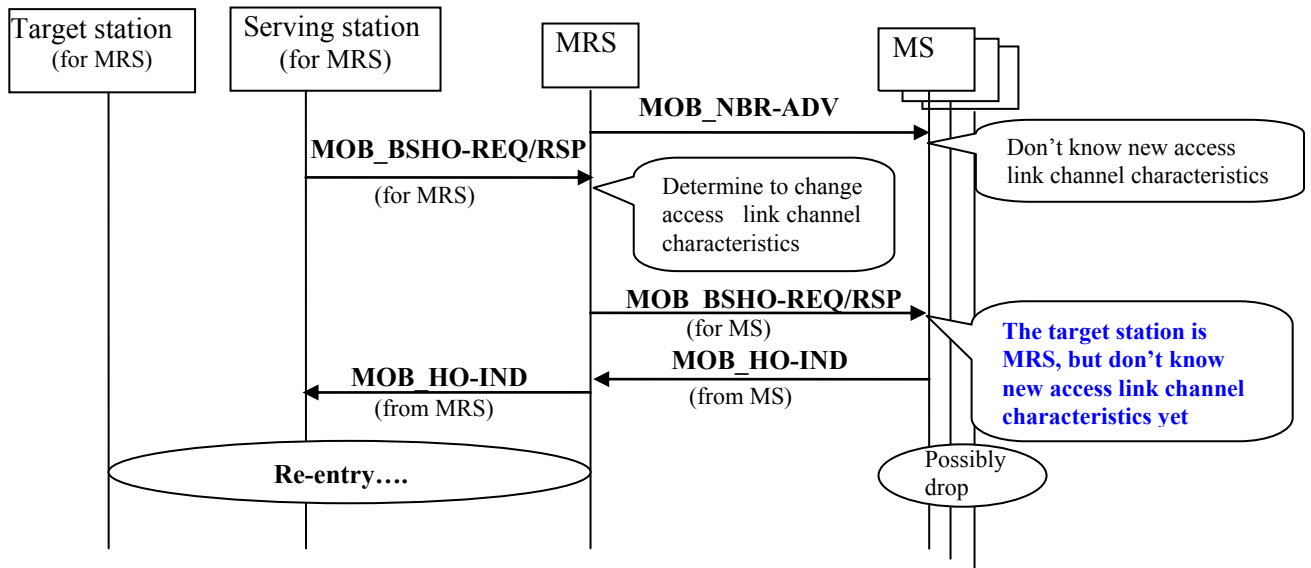 Target station
(for MRS)
Serving station
(for MRS)
MRS
MS
MOB_NBR-ADV
Don't know new access
link channel characteristics
MOB_BSHO-REQ/RSP
(for MRS)
Determine to change
access link channel
characteristics
MOB_BSHO-REQ/RSP
(for MS)
The target station is
MRS, but don't know
new access link channel
characteristics yet
MOB_HO-IND
(from MS)
MOB_HO-IND
(from MRS)
Re-entry….
Possibly
drop